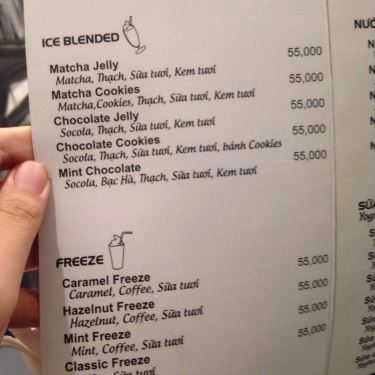 ICE BLENDED
Matcha Jelly 55,000
Matcha, Thạch, Sữa tươi, Kem tươi
Matcha Cookies 55,000
Matcha,Cookies, Thạch, Sữa tươi, Kem tươi
Chocolate Jelly 55,000
Socola, Thạch, Sữa tươi, Kem tươi
Chocolate Cookies 55,000
Socola, Thạch, Sữa tươi, Kem tươi, bánh Cookies
Mint Chocolate 55,000
Socola, Bạc Hà, Thạch, Sữa tươi, Kem tươi
FREEZE
Caramel Freeze 55,000
Caramel, Coffee, Sữa tươi
Hazelnut Freeze 55,000
Hazelnut, Coffee, Sữa tươi
Mint Freeze 55,000
Mint, Coffee, Sữa tươi
Classic Freeze
Coffee, Sữa tươi